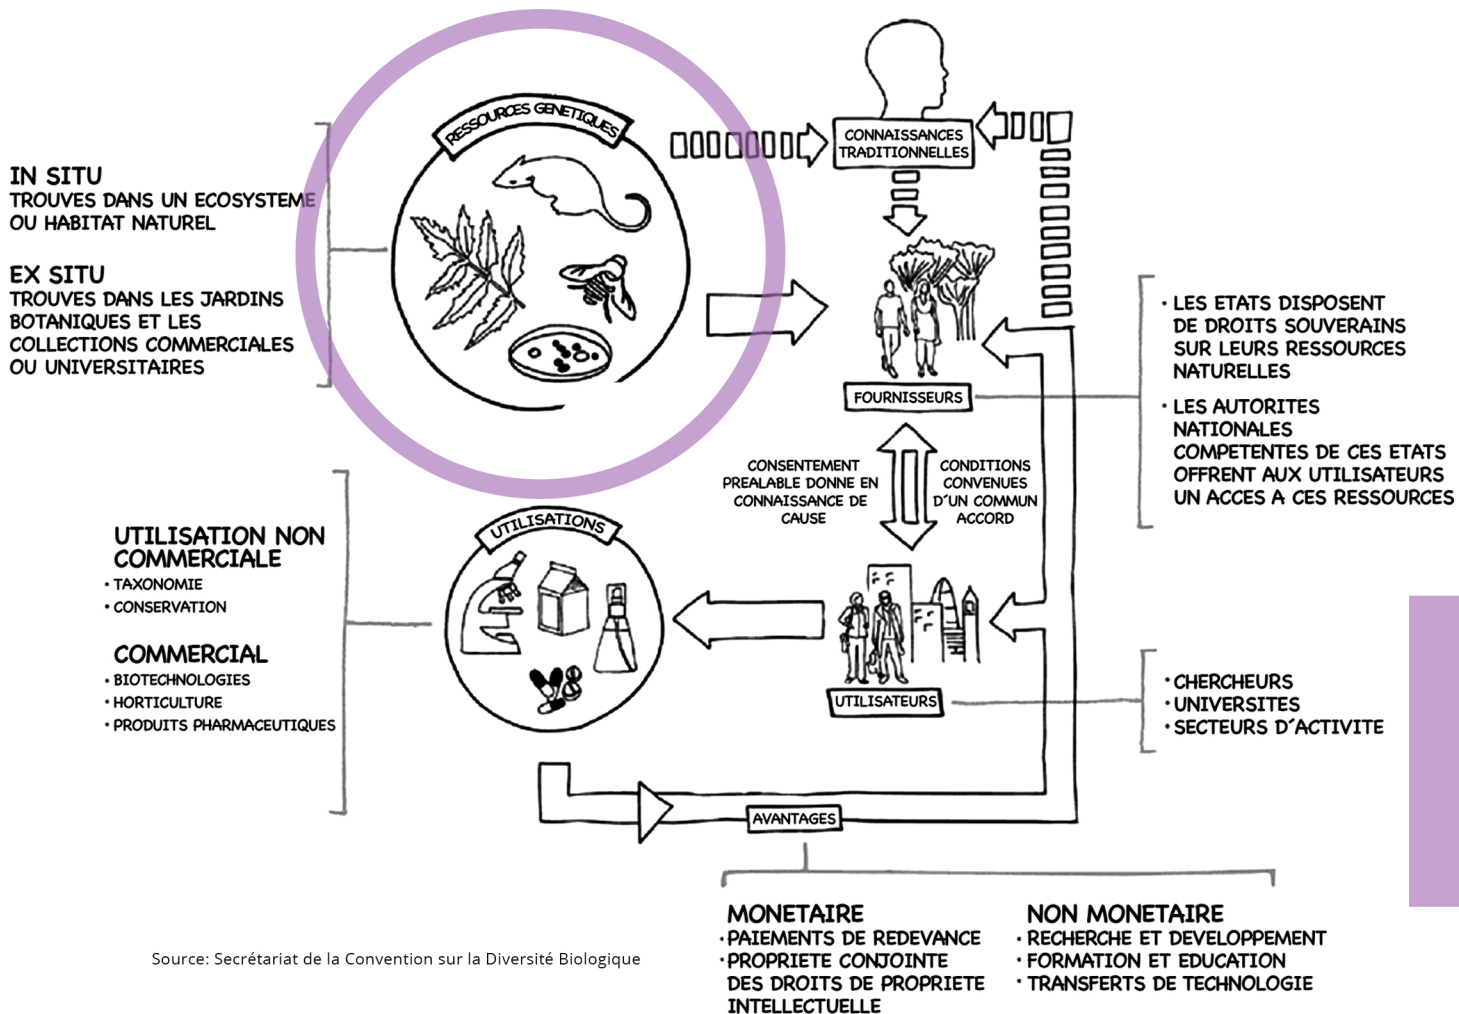 RESSOURCES GENETIQUES
IN SITU
TROUVES DANS UN ECOSYSTEME
OU HABITAT NATUREL
EX SITU
TROUVES DANS LES JARDINS
BOTANIQUES ET LES
COLLECTIONS COMMERCIALES
OU UNIVERSITAIRES
CONNAISSANCES
TRADITIONNELLES
FOURNISSEURS
· LES ETATS DISPOSENT
DE DROITS SOUVERAINS
SUR LEURS RESSOURCES
NATURELLES
· LES AUTORITES
NATIONALES
COMPETENTES DE CES ETATS
OFFRENT AUX UTILISATEURS
UN ACCES A CES RESSOURCES
CONSENTEMENT
PREALABLE DONNE EN
CONNAISSANCE DE
CAUSE
CONDITIONS
CONVENUES
D'UN COMMUN
ACCORD
UTILISATIONS
UTILISATION NON
COMMERCIALE
· TAXONOMIE
· CONSERVATION
COMMERCIAL
· BIOTECHNOLOGIES
· HORTICULTURE
· PRODUITS PHARMACEUTIQUES
UTILISATEURS
· CHERCHEURS
· UNIVERSITES
· SECTEURS D'ACTIVITE
AVANTAGES
MONETAIRE
· PAIEMENTS DE REDEVANCE
· PROPRIETE CONJOINTE
DES DROITS DE PROPRIETE
INTELLECTUELLE
NON MONETAIRE
· RECHERCHE ET DEVELOPPEMENT
· FORMATION ET EDUCATION
· TRANSFERTS DE TECHNOLOGIE
Source: Secrétariat de la Convention sur la Diversité Biologique